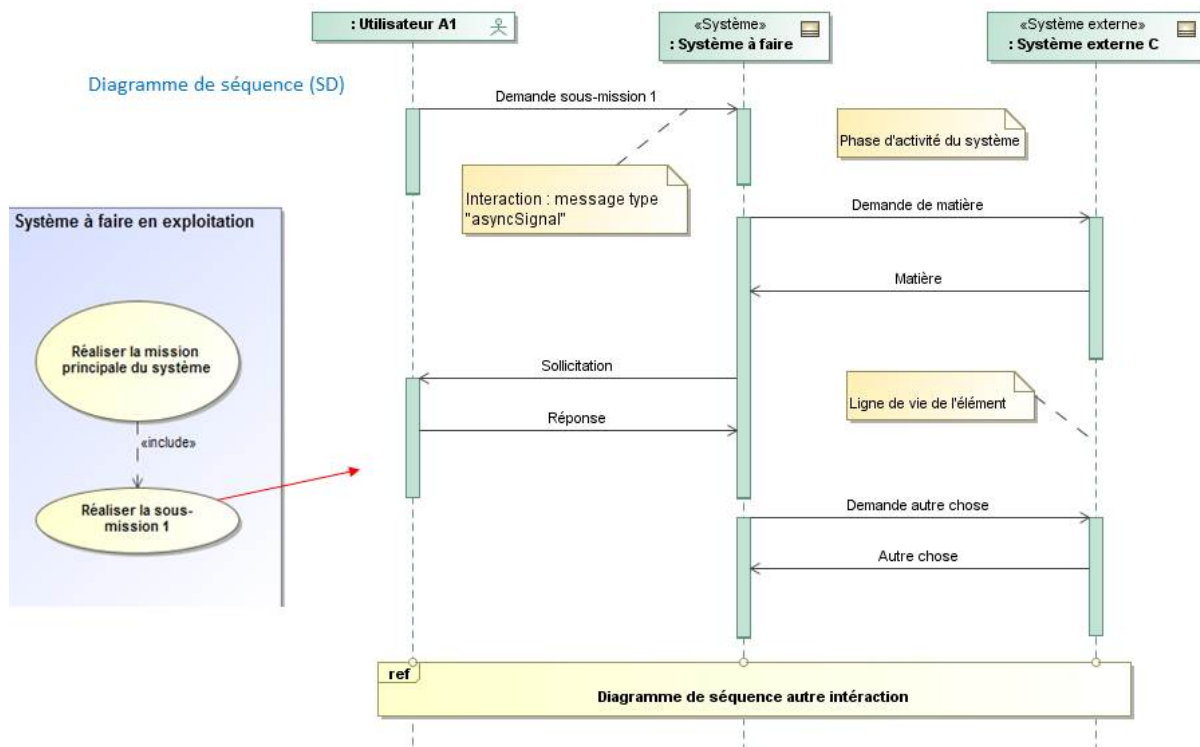 : Utilisateur A1
«Système»
: Système à faire
«Système externe»
: Système externe C
Diagramme de séquence (SD)
Demande sous-mission 1
Phase d'activité du système
Interaction : message type
"asyncSignal"
Demande de matière
Matière
Système à faire en exploitation
Réaliser la mission
principale du système
«include»
Réaliser la sous-
mission 1
Sollicitation
Ligne de vie de l'élément
Réponse
Demande autre chose
Autre chose
ref
Diagramme de séquence autre intéraction